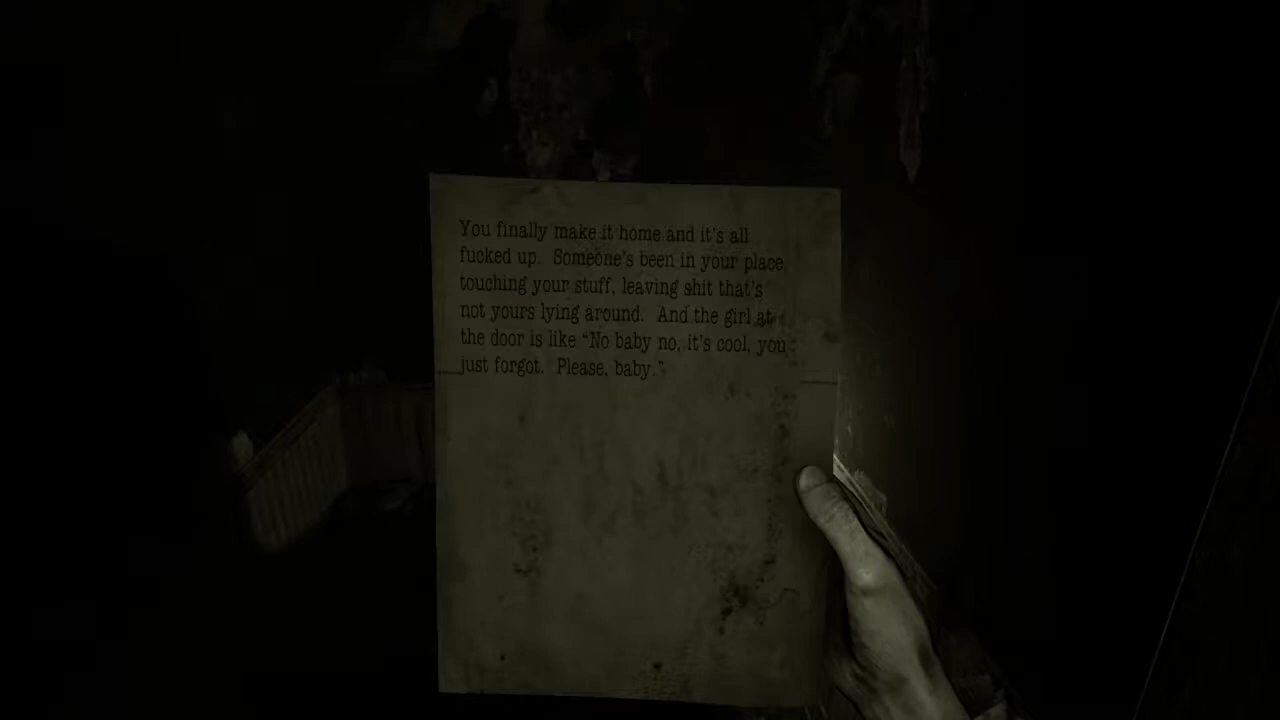 You finally make it home and it's all
fucked up.  Someone's been in your place
touching your stuff, leaving shit that's
not yours lying around.  And the girl at
the door is like “No baby no, it's cool, you
just forgot.  Please, baby.”